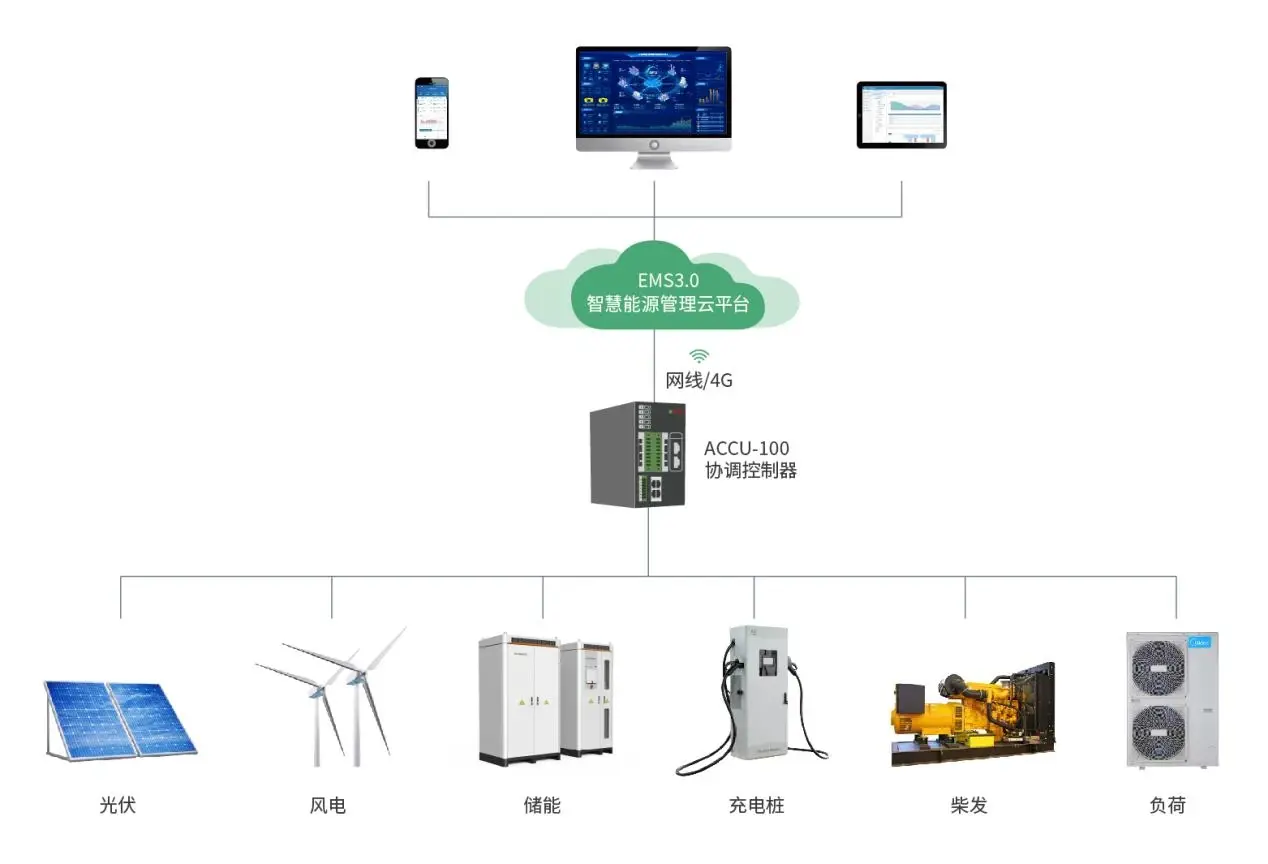 EMS3.0
智慧能源管理云平台
网线/4G
ACCU-100
协调控制器
光伏
风电
储能
充电桩
柴发
负荷